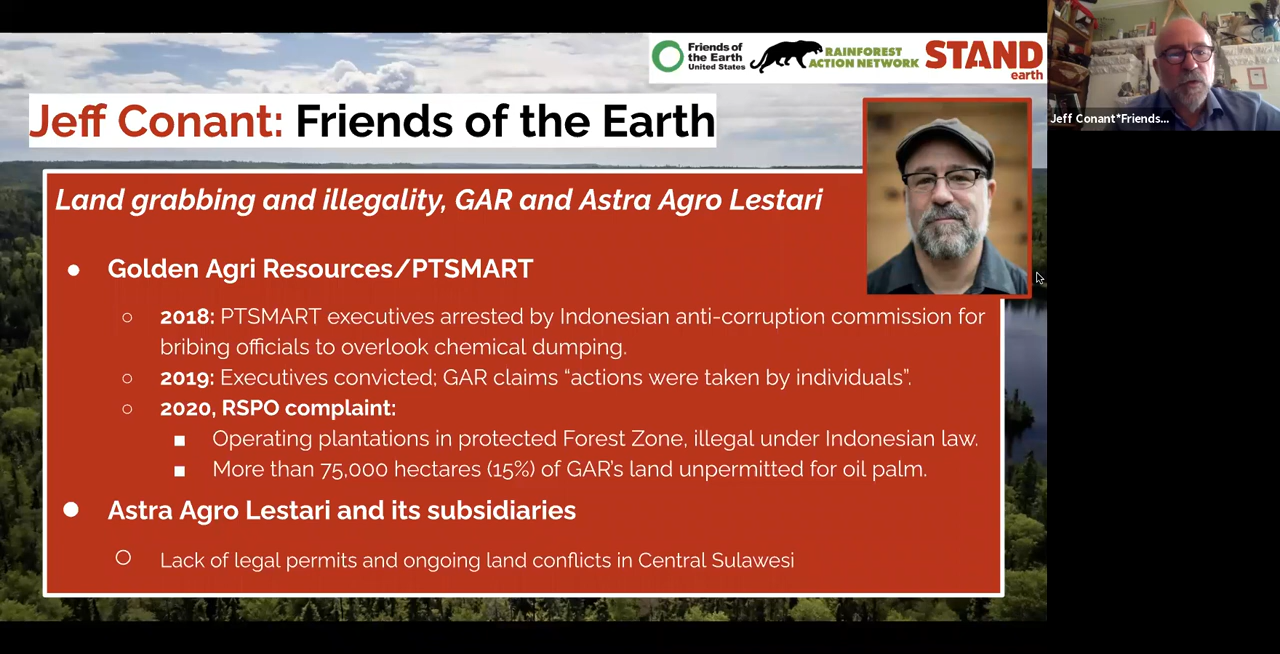 Friends of
the Earth
United States
RAINFOREST
ACTION NETWORK
STAND
earth
Jeff Conant: Friends of the Earth
Jeff Conant*Friends...
Land grabbing and illegality, GAR and Astra Agro Lestari
● Golden Agri Resources/PTSMART
○ 2018: PTSMART executives arrested by Indonesian anti-corruption commission for
bribing officials to overlook chemical dumping.
○ 2019: Executives convicted; GAR claims “actions were taken by individuals”.
○ 2020, RSPO complaint:
■ Operating plantations in protected Forest Zone, illegal under Indonesian law.
■ More than 75,000 hectares (15%) of GAR’s land unpermitted for oil palm.
● Astra Agro Lestari and its subsidiaries
○ Lack of legal permits and ongoing land conflicts in Central Sulawesi